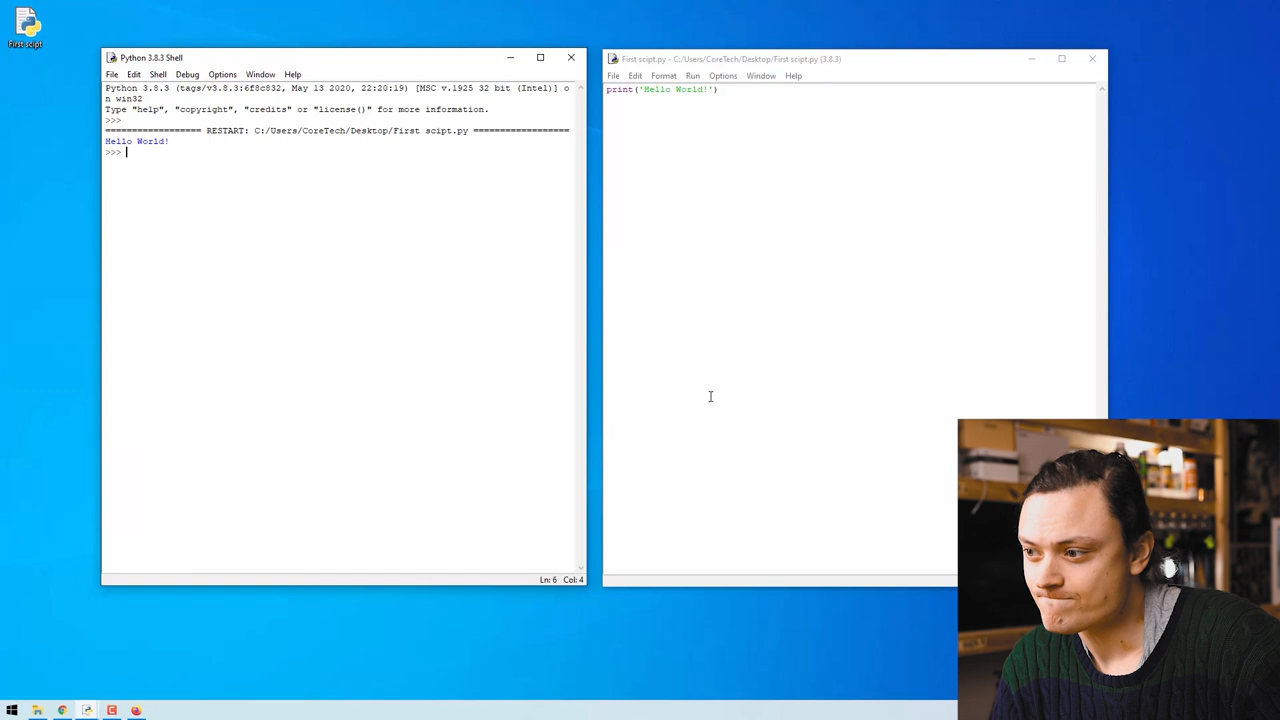 First scipt
Python 3.8.3 Shell
File Edit Shell Debug Options Window Help
Python 3.8.3 (tags/v3.8.3:6f8c832, May 13 2020, 22:20:19) [MSC v.1925 32 bit (Intel)] o
n win32
Type "help", "copyright", "credits" or "license()" for more information.
>>>
================== RESTART: C:/Users/CoreTech/Desktop/First scipt.py ==================
Hello World!
>>>
Ln: 6 Col: 4
First scipt.py - C:/Users/CoreTech/Desktop/First scipt.py (3.8.3)
File Edit Format Run Options Window Help
print('Hello World!')